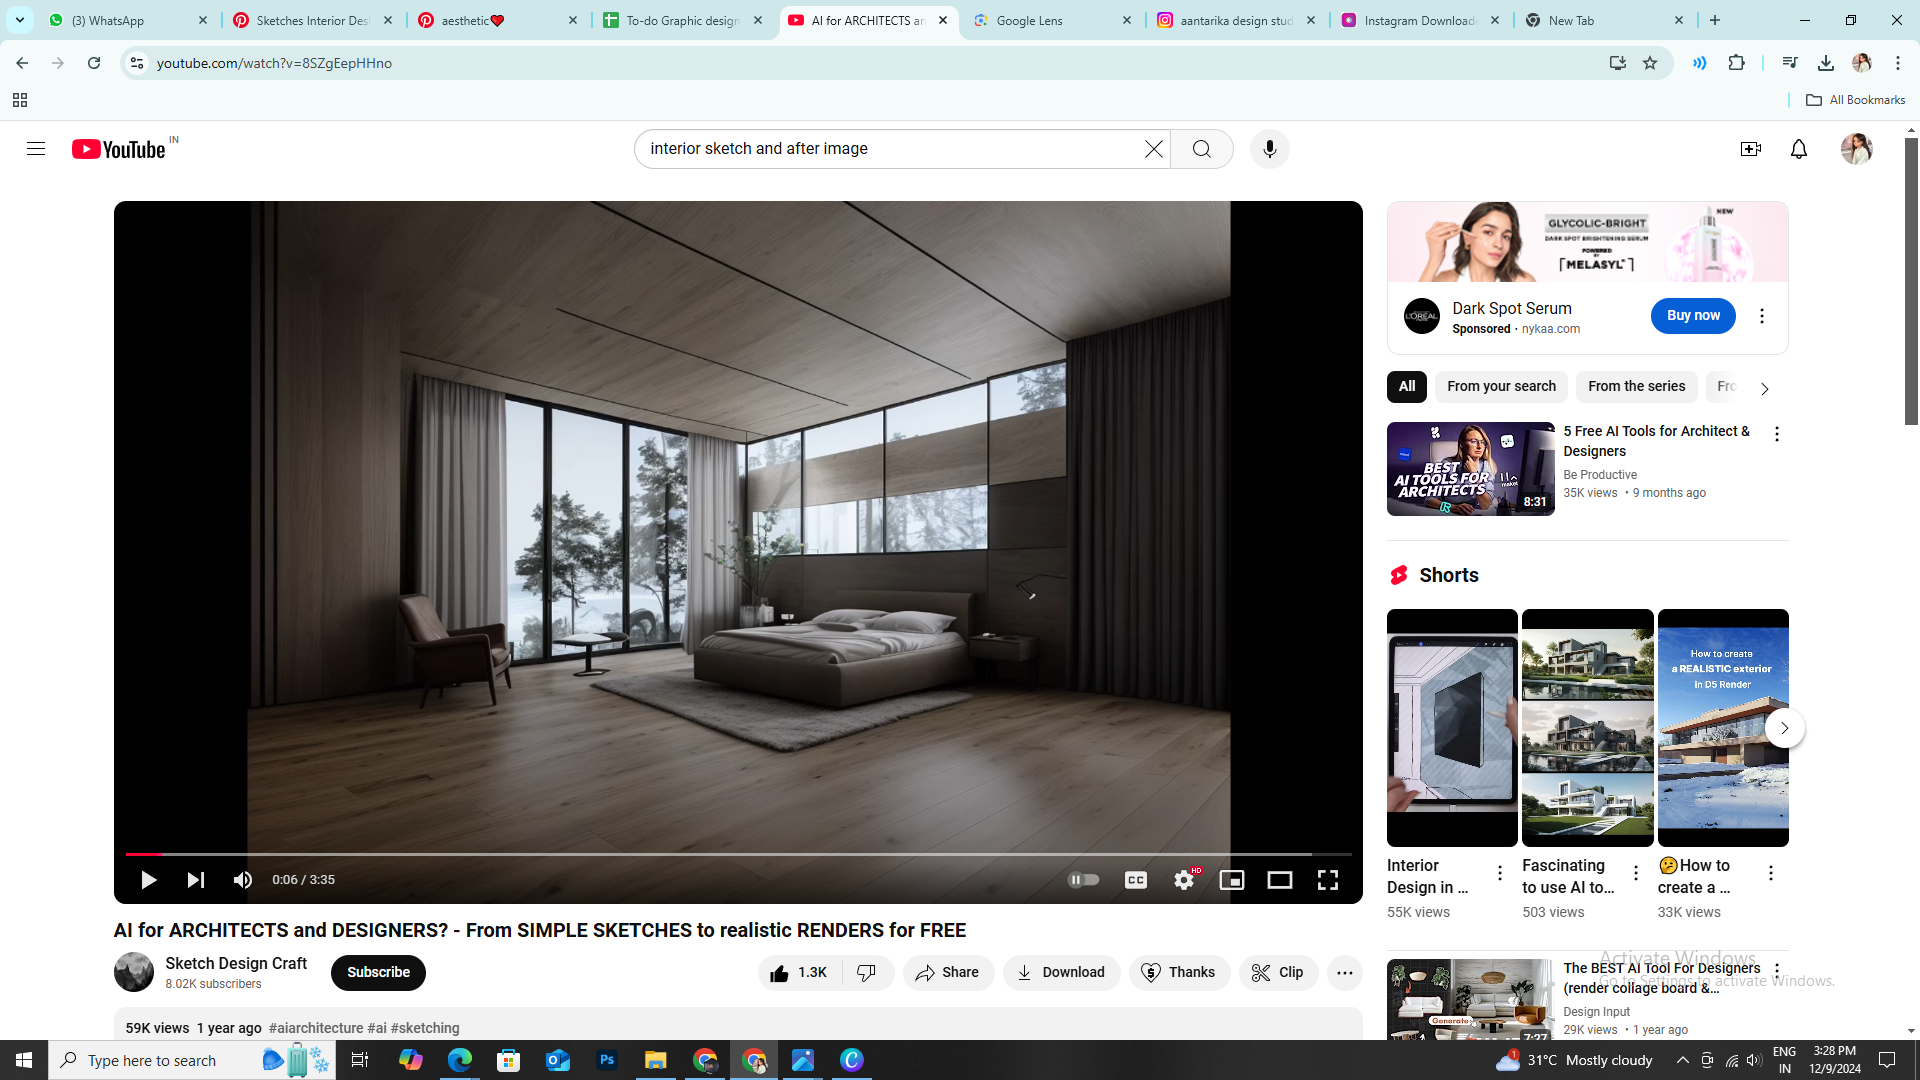 (3) WhatsApp
Sketches Interior Des
aesthetic❤
To-do Graphic design
AI for ARCHITECTS an
Google Lens
aantarika design stud
Instagram Download
New Tab
youtube.com/watch?v=8SZgEepHHno
All Bookmarks
YouTube IN
interior sketch and after image
GLYCOLIC-BRIGHT
DARK SPOT BRIGHTENING SERUM
POWERED BY
MELASYL™
NEW
L'OREAL
Dark Spot Serum
Sponsored · nykaa.com
Buy now
All
From your search
From the series
Fro
BEST
AI TOOLS FOR
ARCHITECTS
8:31
5 Free AI Tools for Architect &
Designers
Be Productive
35K views • 9 months ago
Shorts
How to create
a REALISTIC exterior
in D5 Render
Interior
Design in ...
55K views
Fascinating
to use AI to...
503 views
🤔How to
create a ...
33K views
0:06 / 3:35
CC
HD
AI for ARCHITECTS and DESIGNERS? - From SIMPLE SKETCHES to realistic RENDERS for FREE
Sketch Design Craft
8.02K subscribers
Subscribe
1.3K
Share
Download
Thanks
Clip
59K views 1 year ago #aiarchitecture #ai #sketching
Generate
7:27
The BEST AI Tool For Designers
(render collage board &...
Design Input
29K views • 1 year ago
Activate Windows
Go to Settings to activate Windows.
Type here to search
Ps
1
31°C Mostly cloudy
ENG
IN
3:28 PM
12/9/2024